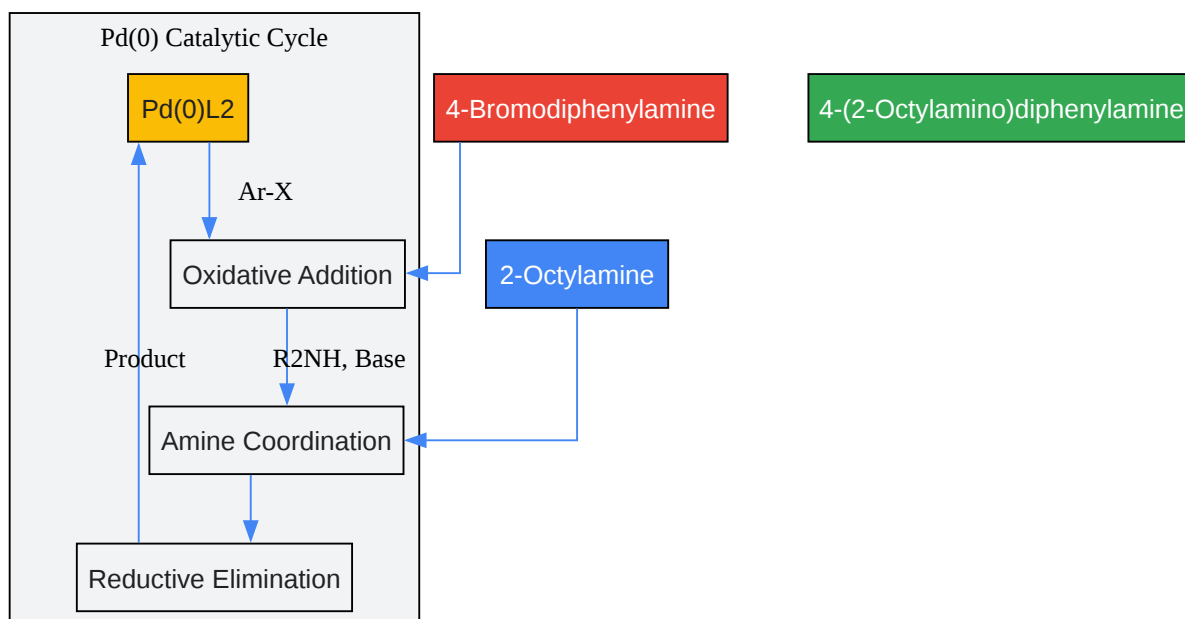 Pd(0) Catalytic Cycle
Pd(0)L2
4-Bromodiphenylamine
4-(2-Octylamino)diphenylamine
Ar-X
Oxidative Addition
2-Octylamine
Product
R2NH, Base
Amine Coordination
Reductive Elimination